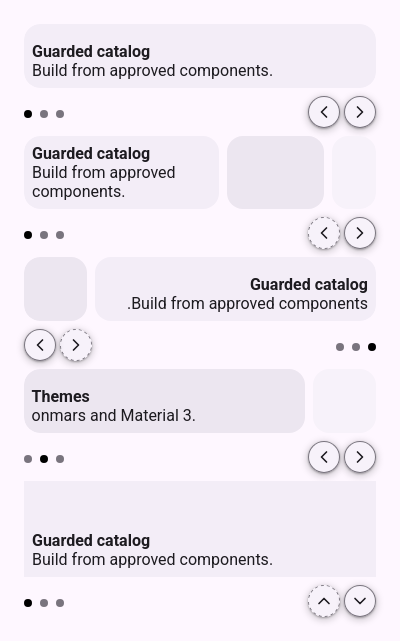 Guarded catalog
Build from approved components.
Guarded catalog
Build from approved
components.
Guarded catalog
.Build from approved components
Themes
onmars and Material 3.
Guarded catalog
Build from approved components.